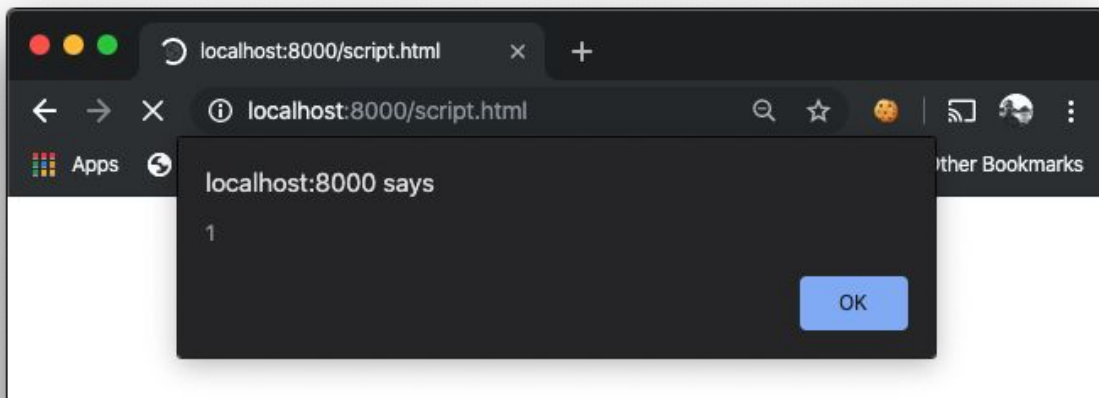 localhost:8000/script.html
localhost:8000/script.html
Apps
ther Bookmarks
localhost:8000 says
1
OK